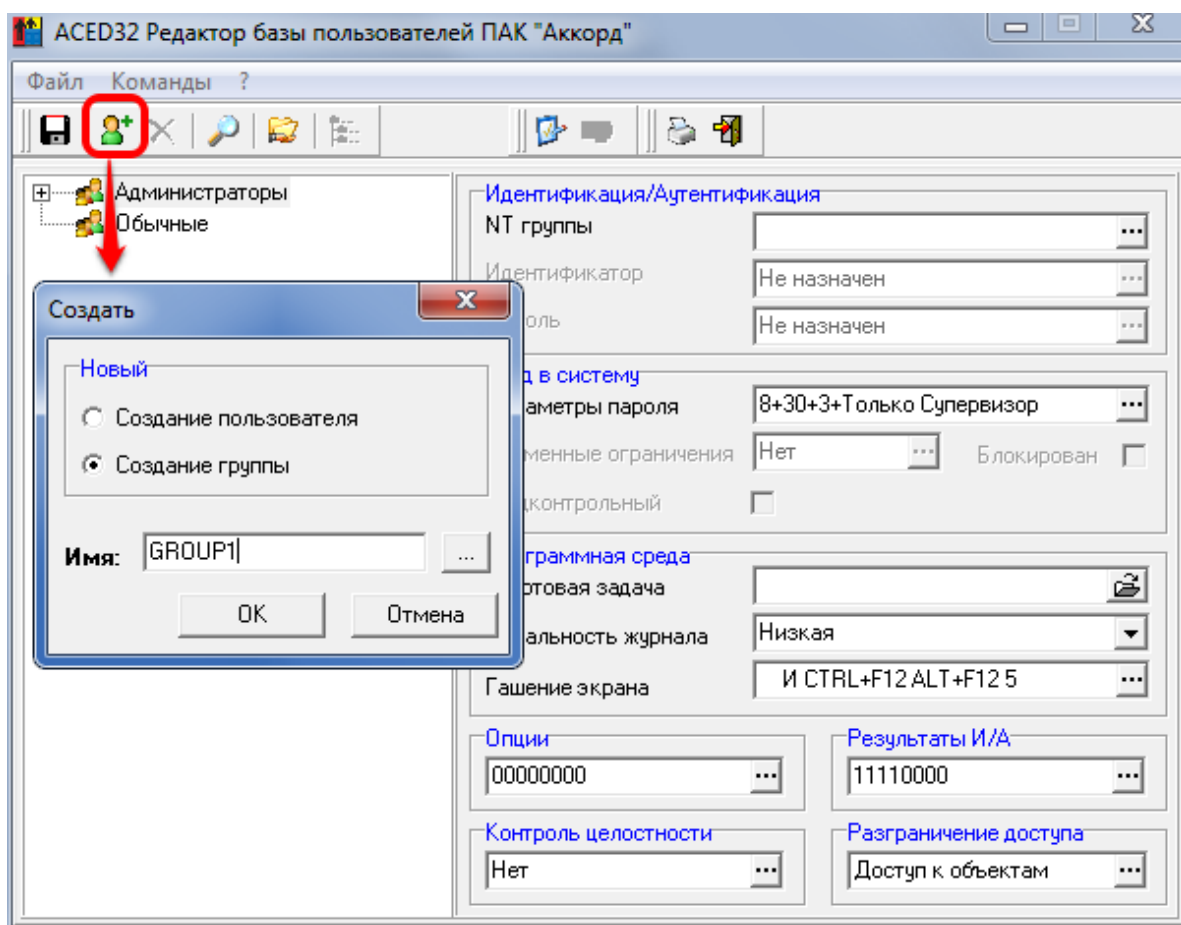 ACED32 Редактор базы пользователей ПАК "Аккорд"
Файл Команды ?
Администраторы
Обычные
Идентификация/Аутентификация
NT группы
Идентификатор
Не назначен
Не назначен
Параметры пароля
8+30+3+Только Супервизор
Нет
Блокирован
Гашение экрана
И CTRL+F12 ALT+F12 5
Низкая
Опции
00000000
Результаты И/А
11110000
Контроль целостности
Нет
Разграничение доступа
Доступ к объектам
Создать
Новый
Создание пользователя
Создание группы
Имя: GROUP1 ...
OK Отмена